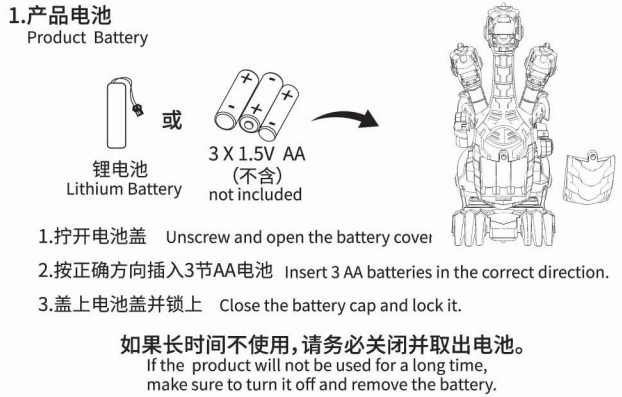 1.产品电池
Product Battery
或
锂电池
Lithium Battery
3 X 1.5V AA
（不含）
not included
1.拧开电池盖 Unscrew and open the battery cover
2.按正确方向插入3节AA电池 Insert 3 AA batteries in the correct direction.
3.盖上电池盖并锁上 Close the battery cap and lock it.
如果长时间不使用，请务必关闭并取出电池。
If the product will not be used for a long time,
make sure to turn it off and remove the battery.